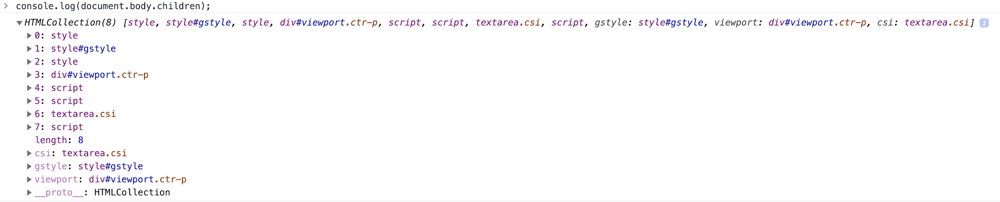 > console.log(document.body.children);
▼HTMLCollection(8) [style, style#gstyle, style, div#viewport.ctr-p, script, script, textarea.csi, script, gstyle: style#gstyle, viewport: div#viewport.ctr-p, csi: textarea.csi] i
▶0: style
▶1: style#gstyle
▶2: style
▶3: div#viewport.ctr-p
▶4: script
▶5: script
▶6: textarea.csi
▶7: script
length: 8
▶csi: textarea.csi
▶gstyle: style#gstyle
▶viewport: div#viewport.ctr-p
▶__proto__: HTMLCollection